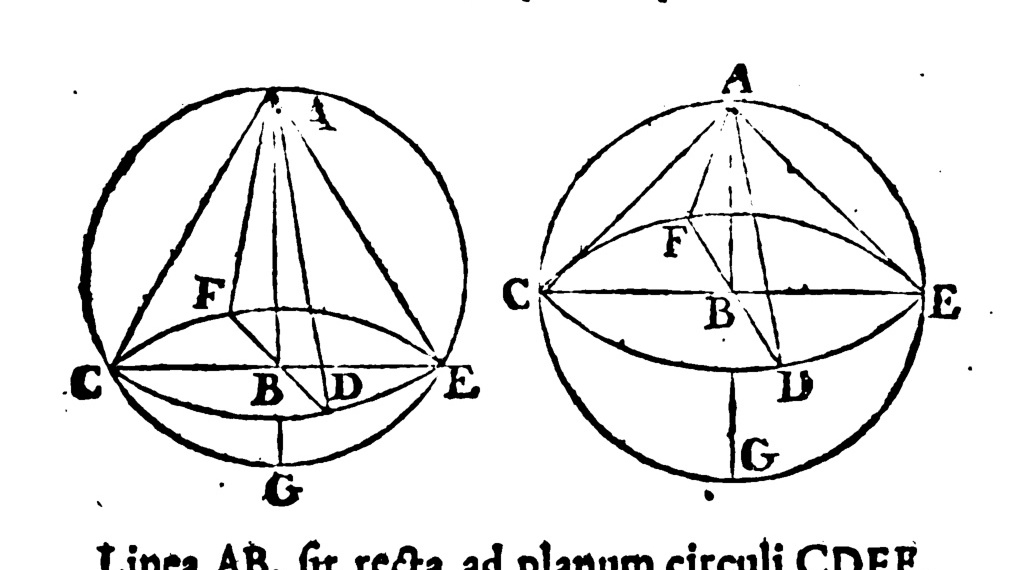 A A
F F
C B D E C B E
D
G G
Linea AB, sit recta ad planum circuli CDEF